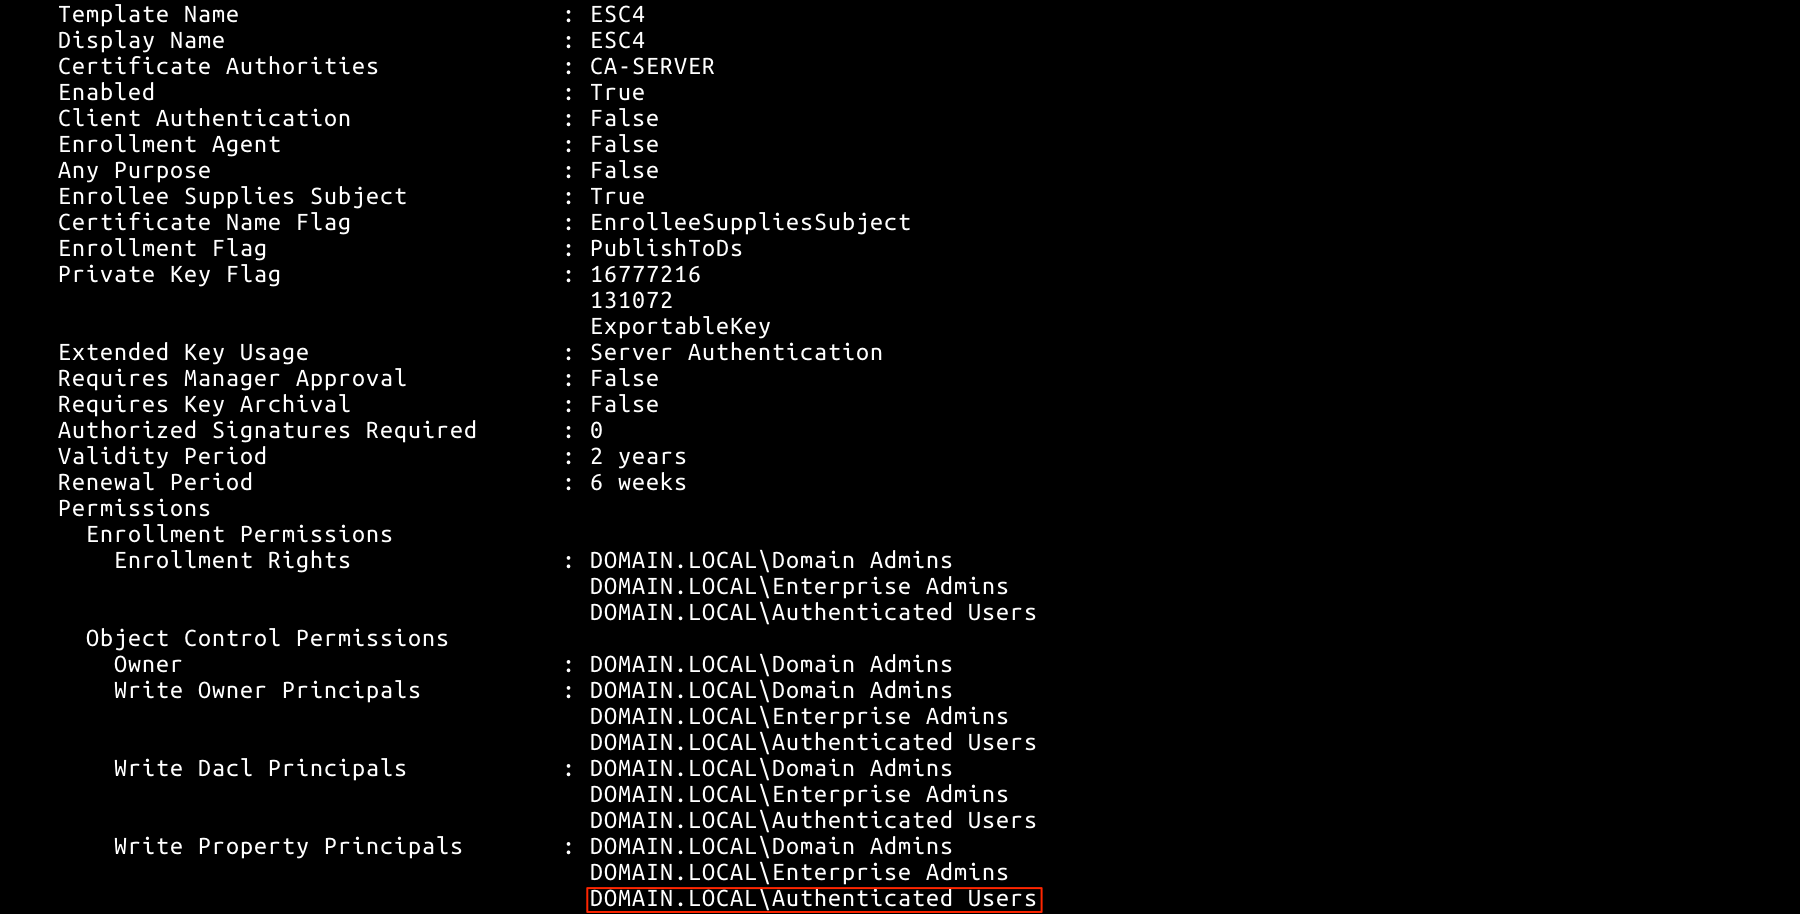 Template Name : ESC4
Display Name : ESC4
Certificate Authorities : CA-SERVER
Enabled : True
Client Authentication : False
Enrollment Agent : False
Any Purpose : False
Enrollee Supplies Subject : True
Certificate Name Flag : EnrolleeSuppliesSubject
Enrollment Flag : PublishToDs
Private Key Flag : 16777216
131072
ExportableKey
Extended Key Usage : Server Authentication
Requires Manager Approval : False
Requires Key Archival : False
Authorized Signatures Required : 0
Validity Period : 2 years
Renewal Period : 6 weeks
Permissions
Enrollment Permissions
Enrollment Rights : DOMAIN.LOCAL\Domain Admins
DOMAIN.LOCAL\Enterprise Admins
DOMAIN.LOCAL\Authenticated Users
Object Control Permissions
Owner : DOMAIN.LOCAL\Domain Admins
Write Owner Principals : DOMAIN.LOCAL\Domain Admins
DOMAIN.LOCAL\Enterprise Admins
DOMAIN.LOCAL\Authenticated Users
Write Dacl Principals : DOMAIN.LOCAL\Domain Admins
DOMAIN.LOCAL\Enterprise Admins
DOMAIN.LOCAL\Authenticated Users
Write Property Principals : DOMAIN.LOCAL\Domain Admins
DOMAIN.LOCAL\Enterprise Admins
DOMAIN.LOCAL\Authenticated Users